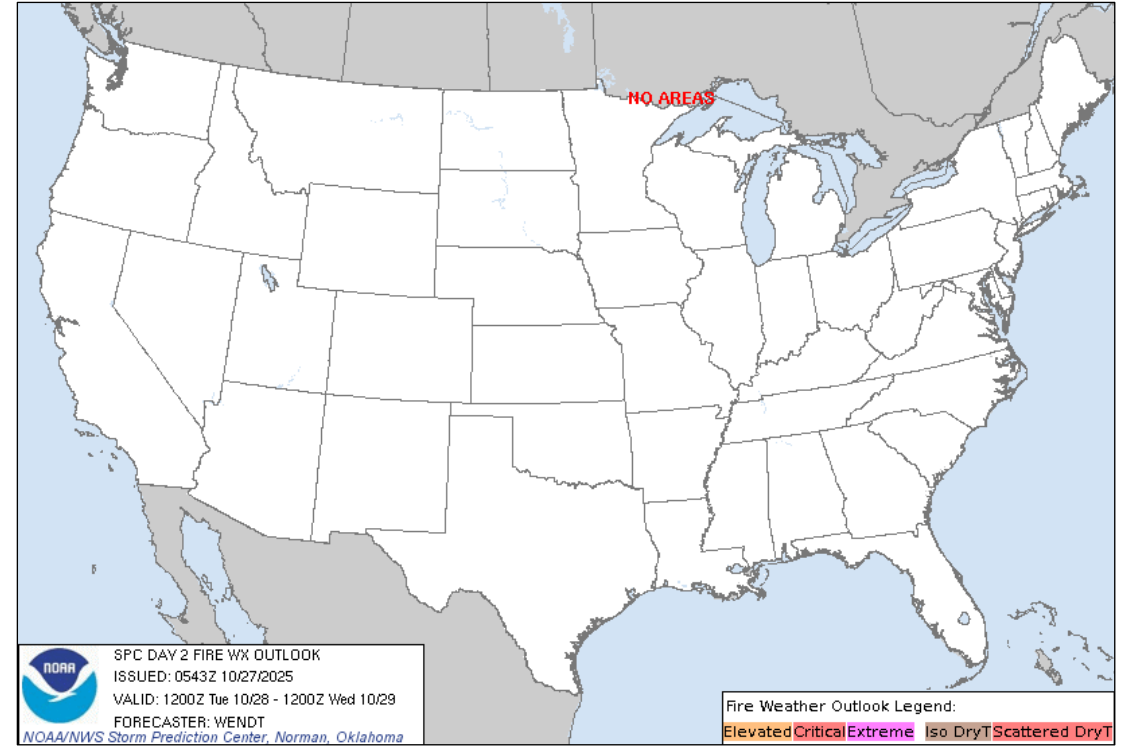 NO AREAS
NOAA
SPC DAY 2 FIRE WX OUTLOOK
ISSUED: 0543Z 10/27/2025
VALID: 1200Z Tue 10/28 - 1200Z Wed 10/29
FORECASTER: WENDT
NOAA/NWS Storm Prediction Center, Norman, Oklahoma
Fire Weather Outlook Legend:
Elevated Critical Extreme Iso DryT Scattered DryT